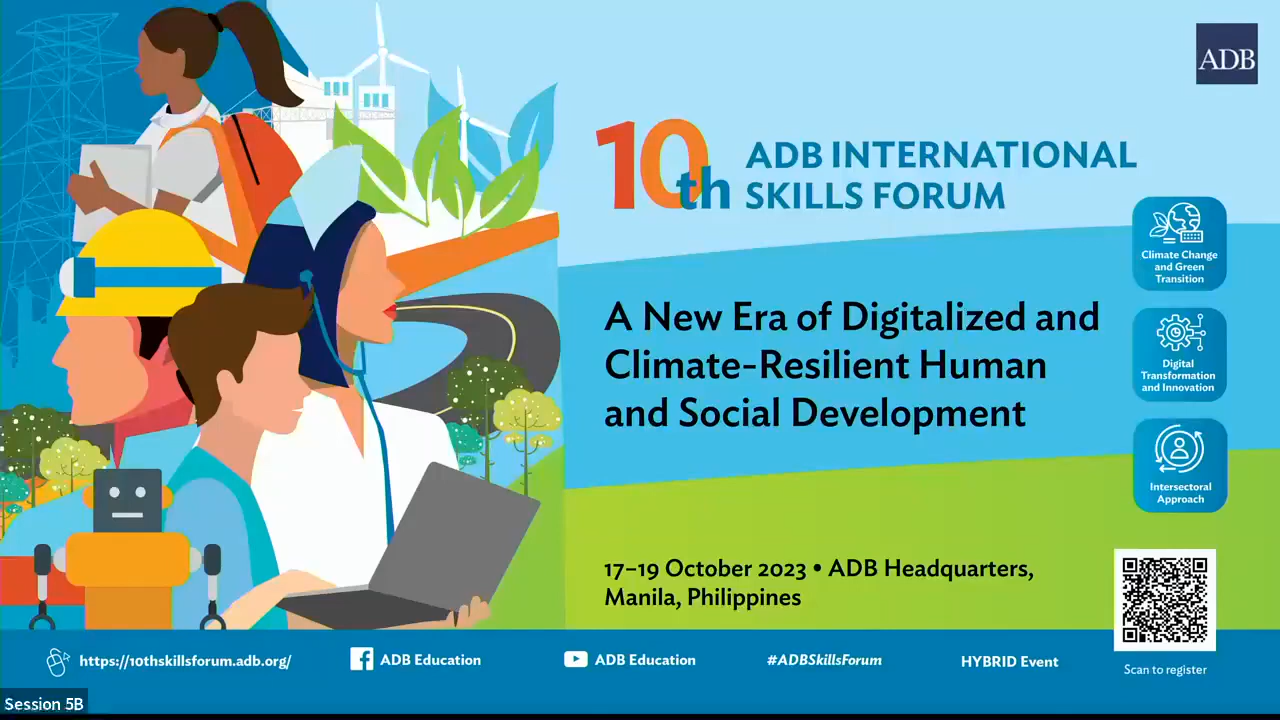 ADB
10th
ADB INTERNATIONAL
SKILLS FORUM
A New Era of Digitalized and
Climate-Resilient Human
and Social Development
Climate Change
and Green
Transition
Digital
Transformation
and Innovation
Intersectoral
Approach
17–19 October 2023 • ADB Headquarters,
Manila, Philippines
https://10thskillsforum.adb.org/
ADB Education
ADB Education
#ADBSkillsForum
HYBRID Event
Scan to register
Session 5B